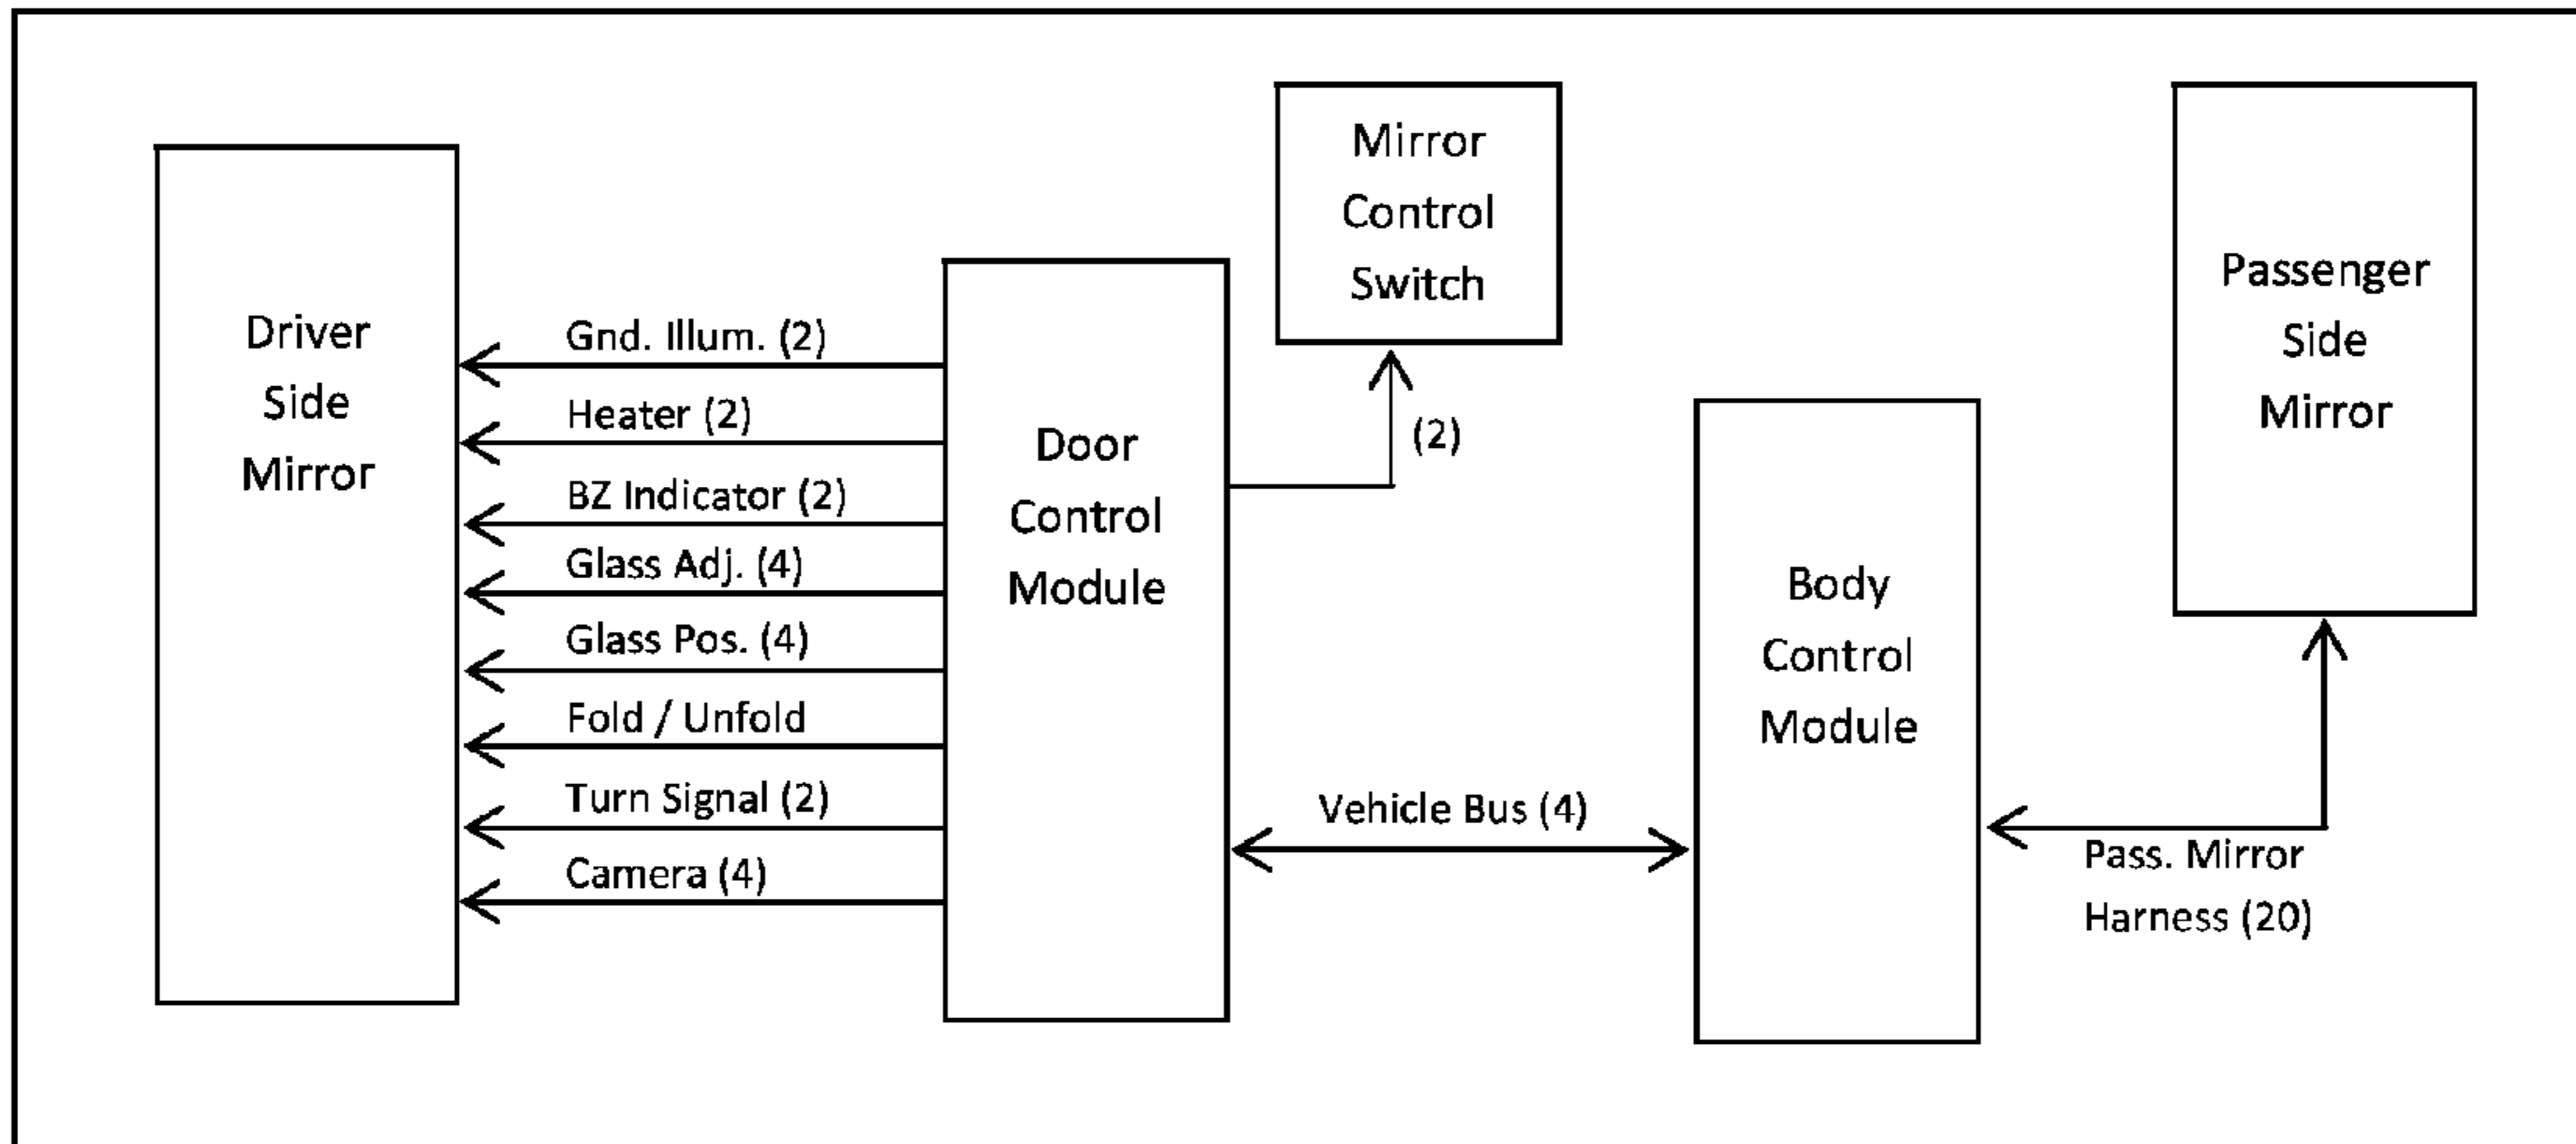 Driver
Side
Mirror
Gnd. Illum. (2)
Heater (2)
BZ Indicator (2)
Glass Adj. (4)
Glass Pos. (4)
Fold / Unfold
Turn Signal (2)
Camera (4)
Door
Control
Module
Mirror
Control
Switch
(2)
Vehicle Bus (4)
Body
Control
Module
Passenger
Side
Mirror
Pass. Mirror
Harness (20)